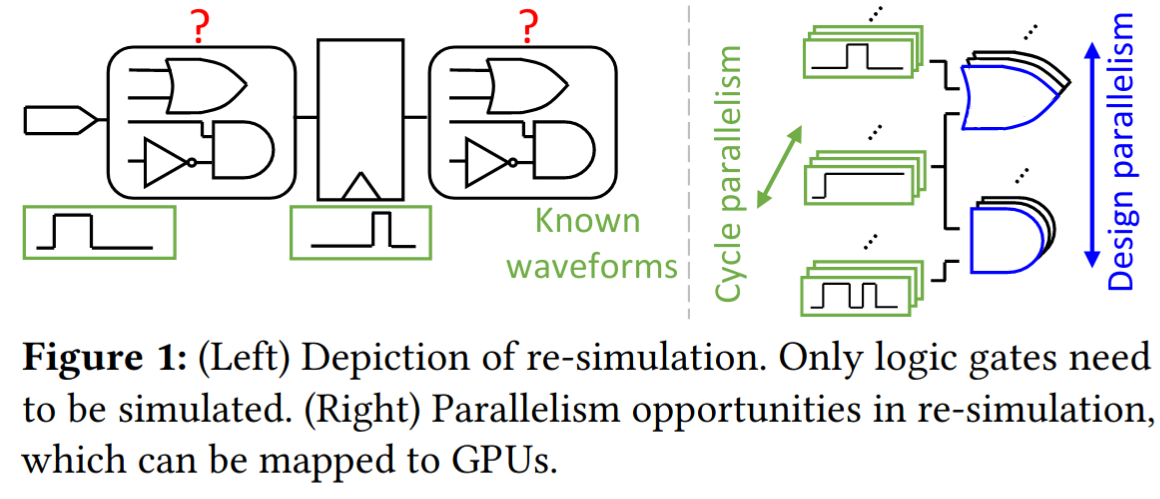 ?
?
Known
waveforms
Cycle parallelism
Design parallelism
Figure 1: (Left) Depiction of re-simulation. Only logic gates need
to be simulated. (Right) Parallelism opportunities in re-simulation,
which can be mapped to GPUs.